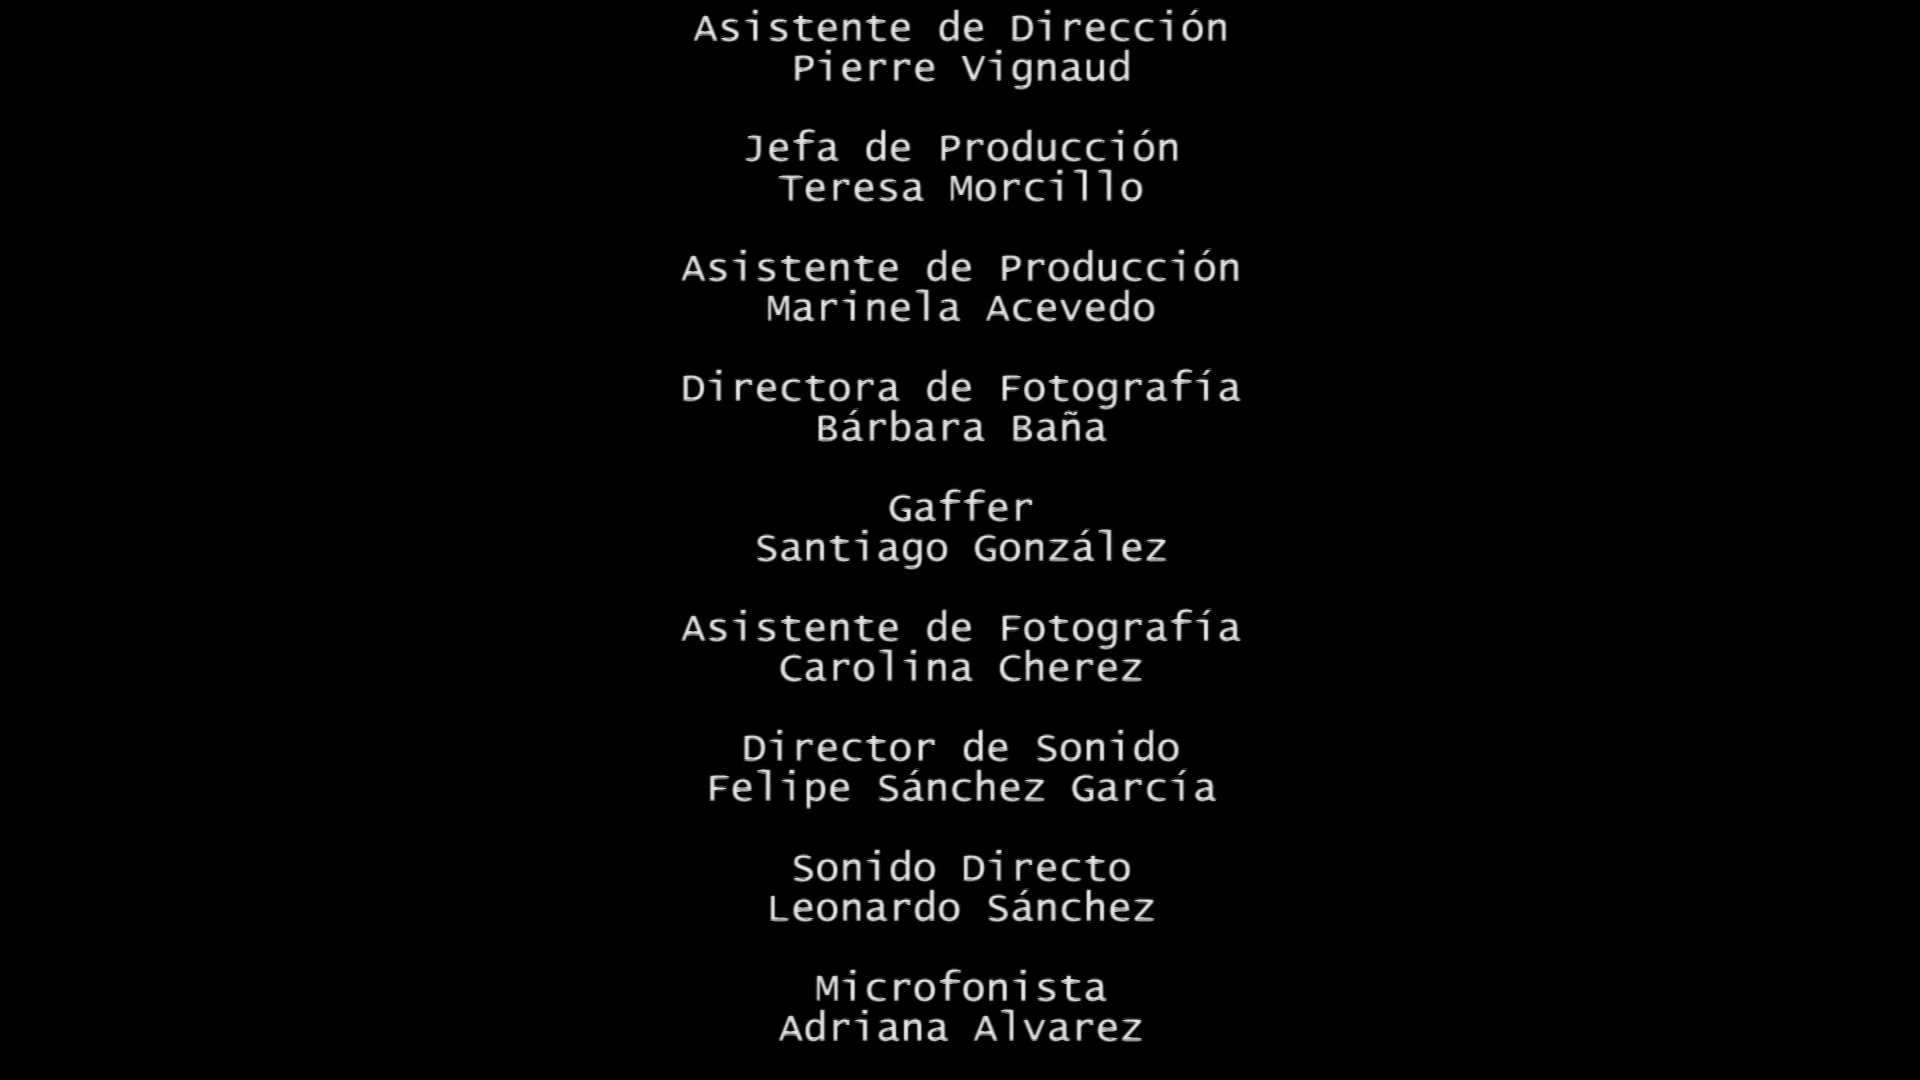 Asistente de Dirección
Pierre Vignaud
Jefa de Producción
Teresa Morcillo
Asistente de Producción
Marinela Acevedo
Directora de Fotografía
Bárbara Baña
Gaffer
Santiago González
Asistente de Fotografía
Carolina Cherez
Director de Sonido
Felipe Sánchez García
Sonido Directo
Leonardo Sánchez
Microfonista
Adriana Alvarez